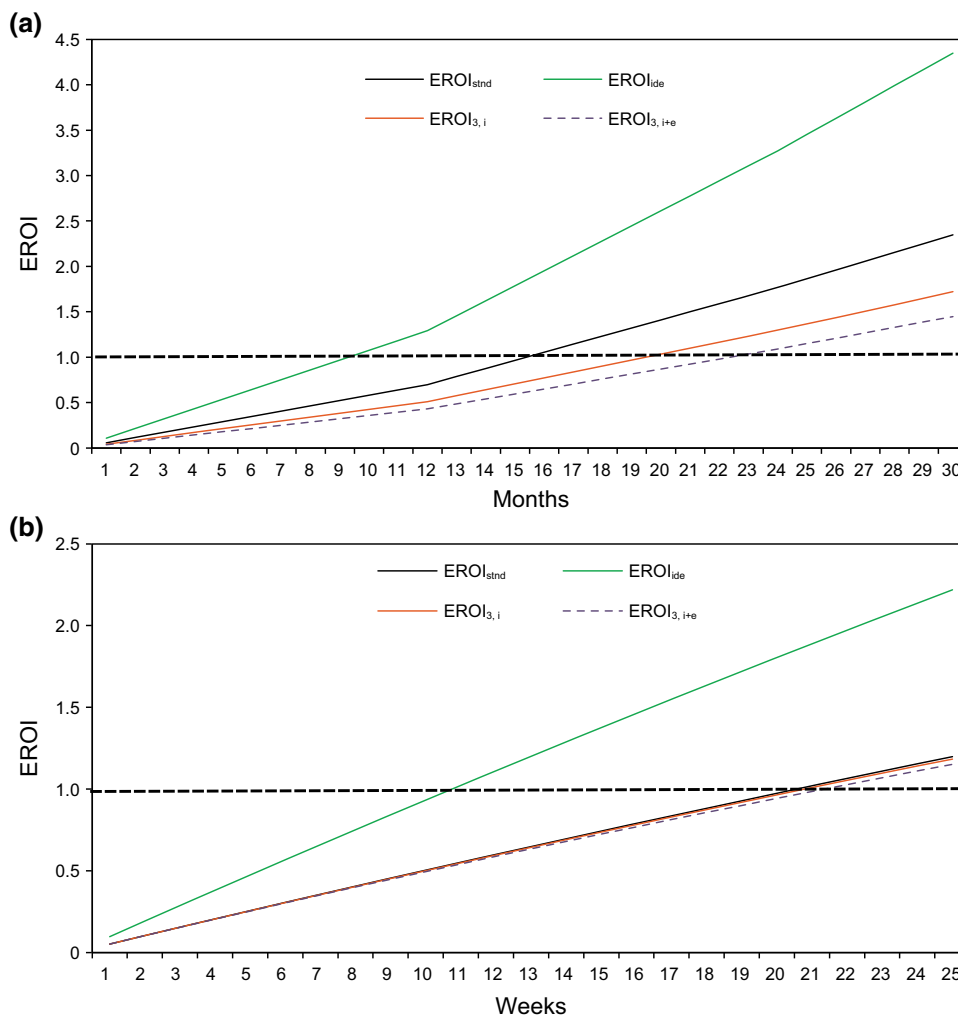 (a)
4.5
4.0
3.5
3.0
2.5
2.0
1.5
1.0
0.5
0
EROI
EROIstnd
EROIide
EROI3, i
EROI3, i+e
1 2 3 4 5 6 7 8 9 10 11 12 13 14 15 16 17 18 19 20 21 22 23 24 25 26 27 28 29 30
Months
(b)
2.5
2.0
1.5
1.0
0.5
0
EROI
EROIstnd
EROIide
EROI3, i
EROI3, i+e
1 2 3 4 5 6 7 8 9 10 11 12 13 14 15 16 17 18 19 20 21 22 23 24 25
Weeks